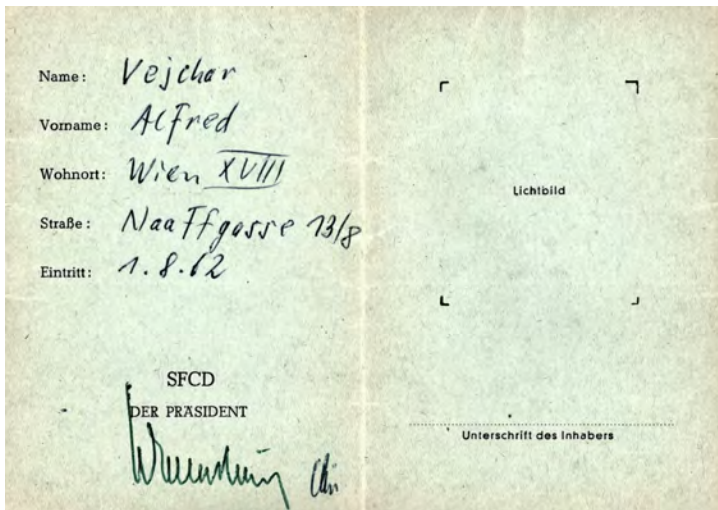 Name: Vejchar
Vorname: Alfred
Wohnort: Wien XVIII
Straße: Naaffgasse 13/8
Eintritt: 1.8.62
Lichtbild
SFCD
DER PRÄSIDENT
Unterschrift des Inhabers